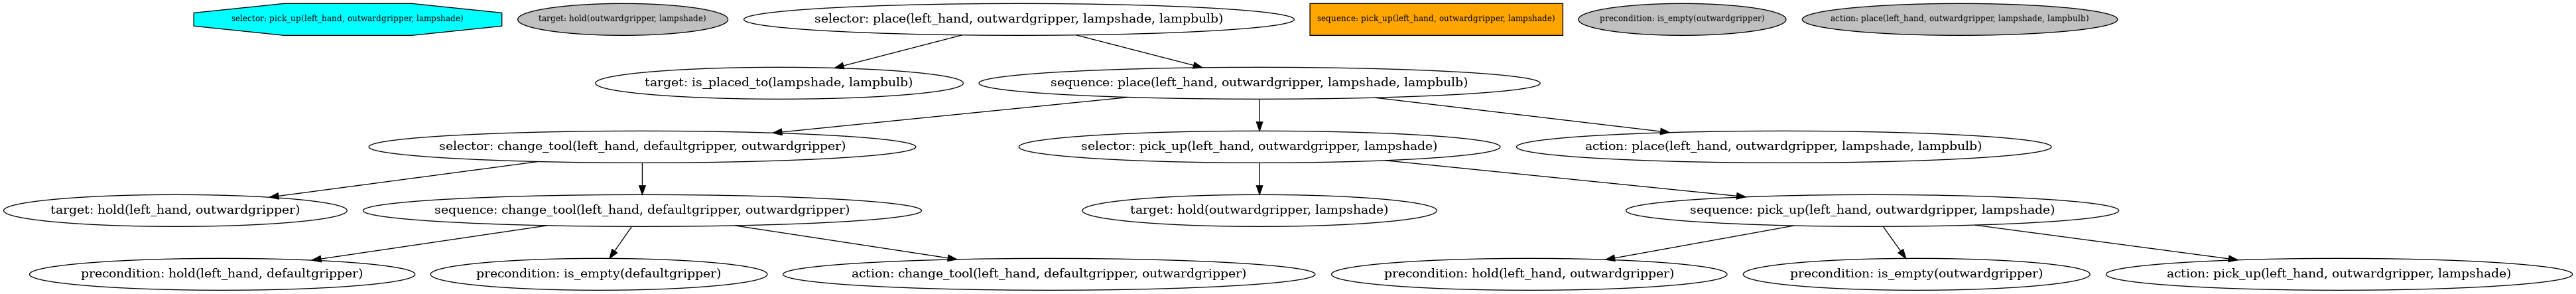 selector: pick_up(left_hand, outwardgripper, lampshade)
target: hold(outwardgripper, lampshade)
selector: place(left_hand, outwardgripper, lampshade, lampbulb)
sequence: pick_up(left_hand, outwardgripper, lampshade)
precondition: is_empty(outwardgripper)
action: place(left_hand, outwardgripper, lampshade, lampbulb)
target: is_placed_to(lampshade, lampbulb)
sequence: place(left_hand, outwardgripper, lampshade, lampbulb)
selector: change_tool(left_hand, defaultgripper, outwardgripper)
selector: pick_up(left_hand, outwardgripper, lampshade)
action: place(left_hand, outwardgripper, lampshade, lampbulb)
target: hold(left_hand, outwardgripper)
sequence: change_tool(left_hand, defaultgripper, outwardgripper)
target: hold(outwardgripper, lampshade)
sequence: pick_up(left_hand, outwardgripper, lampshade)
precondition: hold(left_hand, defaultgripper)
precondition: is_empty(defaultgripper)
action: change_tool(left_hand, defaultgripper, outwardgripper)
precondition: hold(left_hand, outwardgripper)
precondition: is_empty(outwardgripper)
action: pick_up(left_hand, outwardgripper, lampshade)